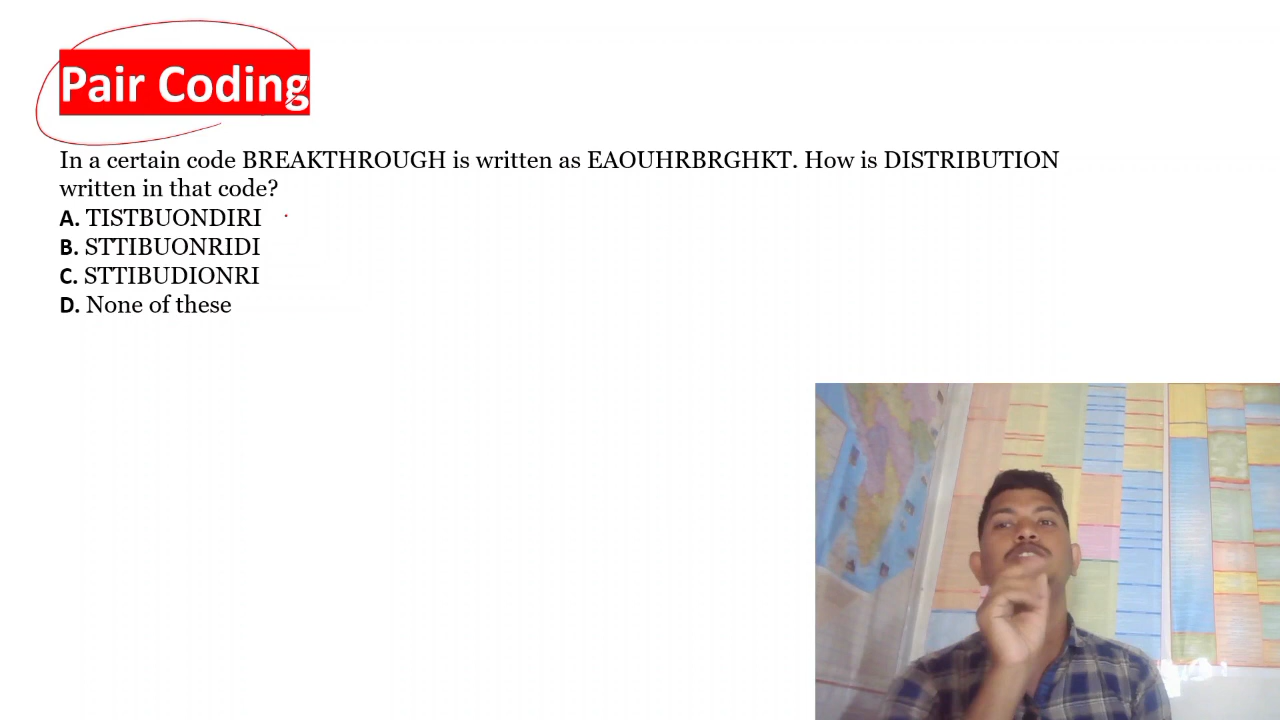 Pair Coding
In a certain code BREAKTHROUGH is written as EAOUHRBRGHKT. How is DISTRIBUTION
written in that code?
A. TISTBUONDIRI
B. STTIBUONRIDI
C. STTIBUDIONRI
D. None of these